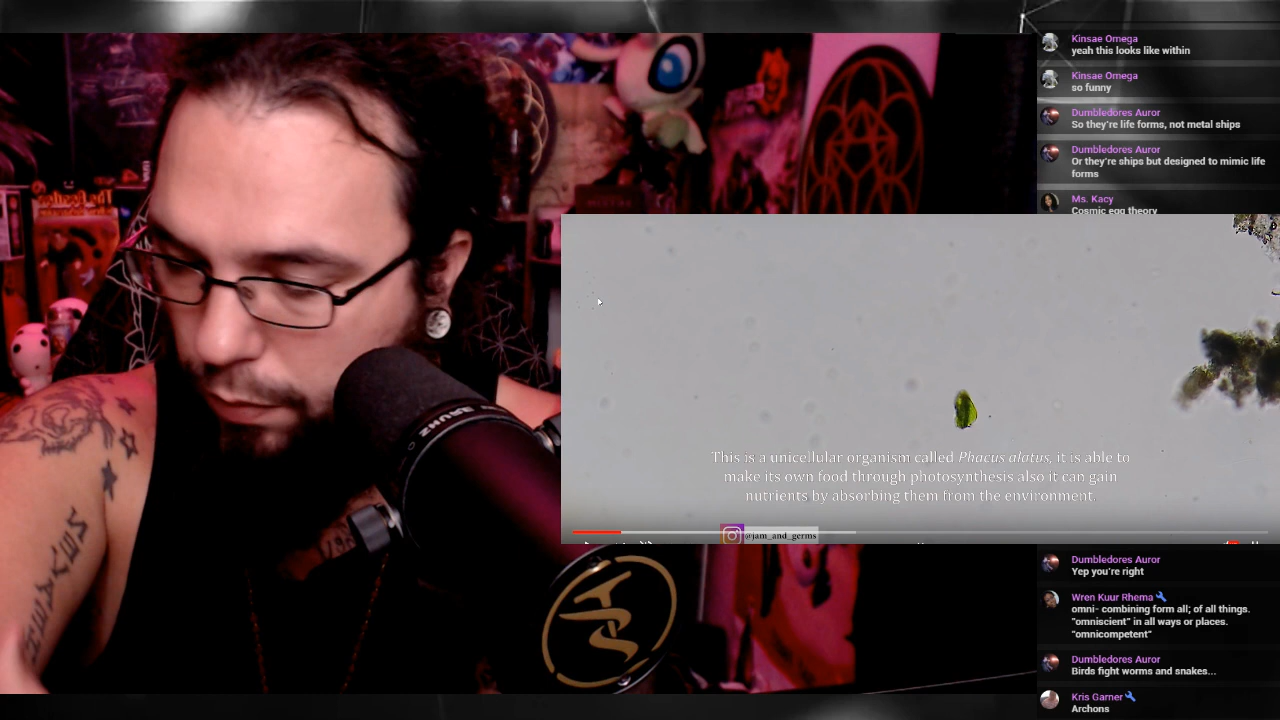 Kinsae Omega
yeah this looks like within
Kinsae Omega
so funny
Dumbledores Auror
So they're life forms, not metal ships
Dumbledores Auror
Or they're ships but designed to mimic life
forms
Ms. Kacy
Cosmic egg theory
This is a unicellular organism called Phacus alatus, it is able to
make its own food through photosynthesis also it can gain
nutrients by absorbing them from the environment.
@jam_and_germs
Dumbledores Auror
Yep you're right
Wren Kuur Rhema
omni- combining form all; of all things.
"omniscient" in all ways or places.
"omnicompetent"
Dumbledores Auror
Birds fight worms and snakes...
Kris Garner
Archons